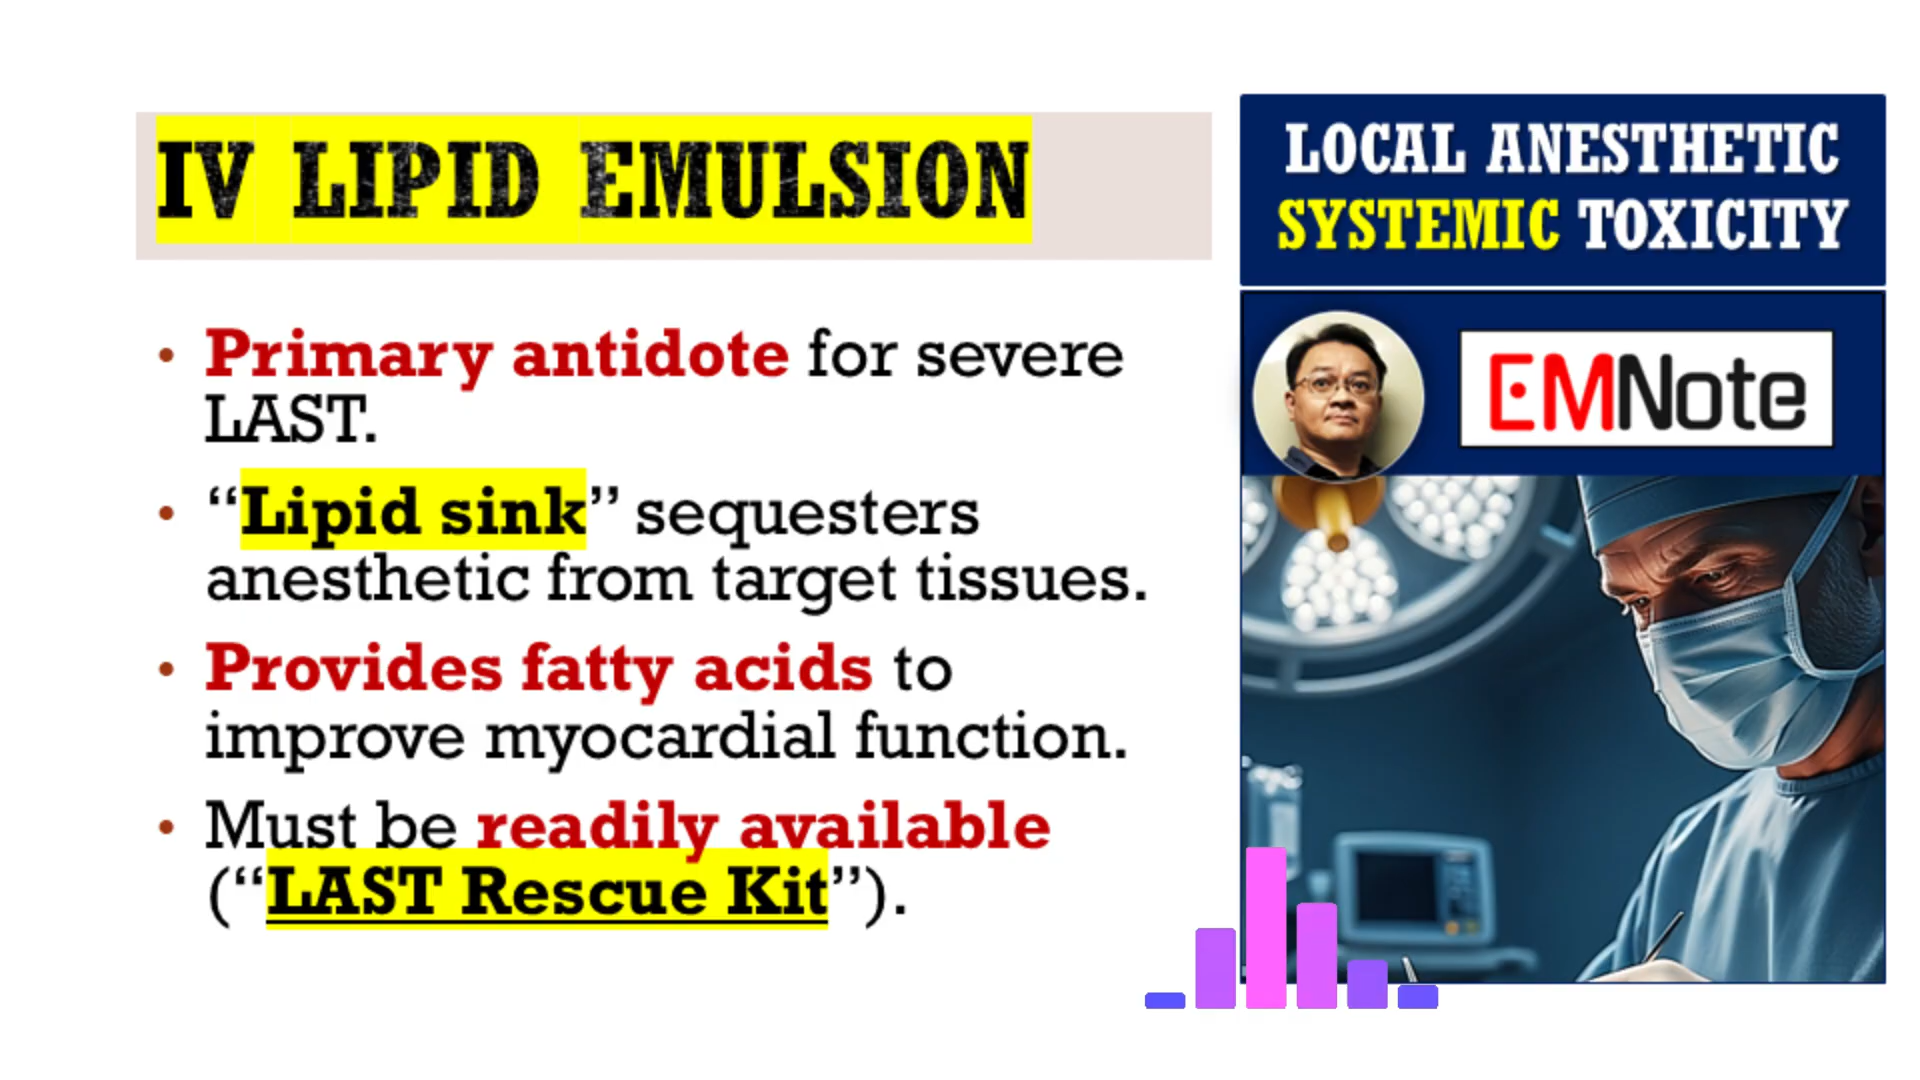 IV LIPID EMULSION
• Primary antidote for severe
LAST.
• “Lipid sink” sequesters
anesthetic from target tissues.
• Provides fatty acids to
improve myocardial function.
• Must be readily available
(“LAST Rescue Kit”).
LOCAL ANESTHETIC
SYSTEMIC TOXICITY
EMNote